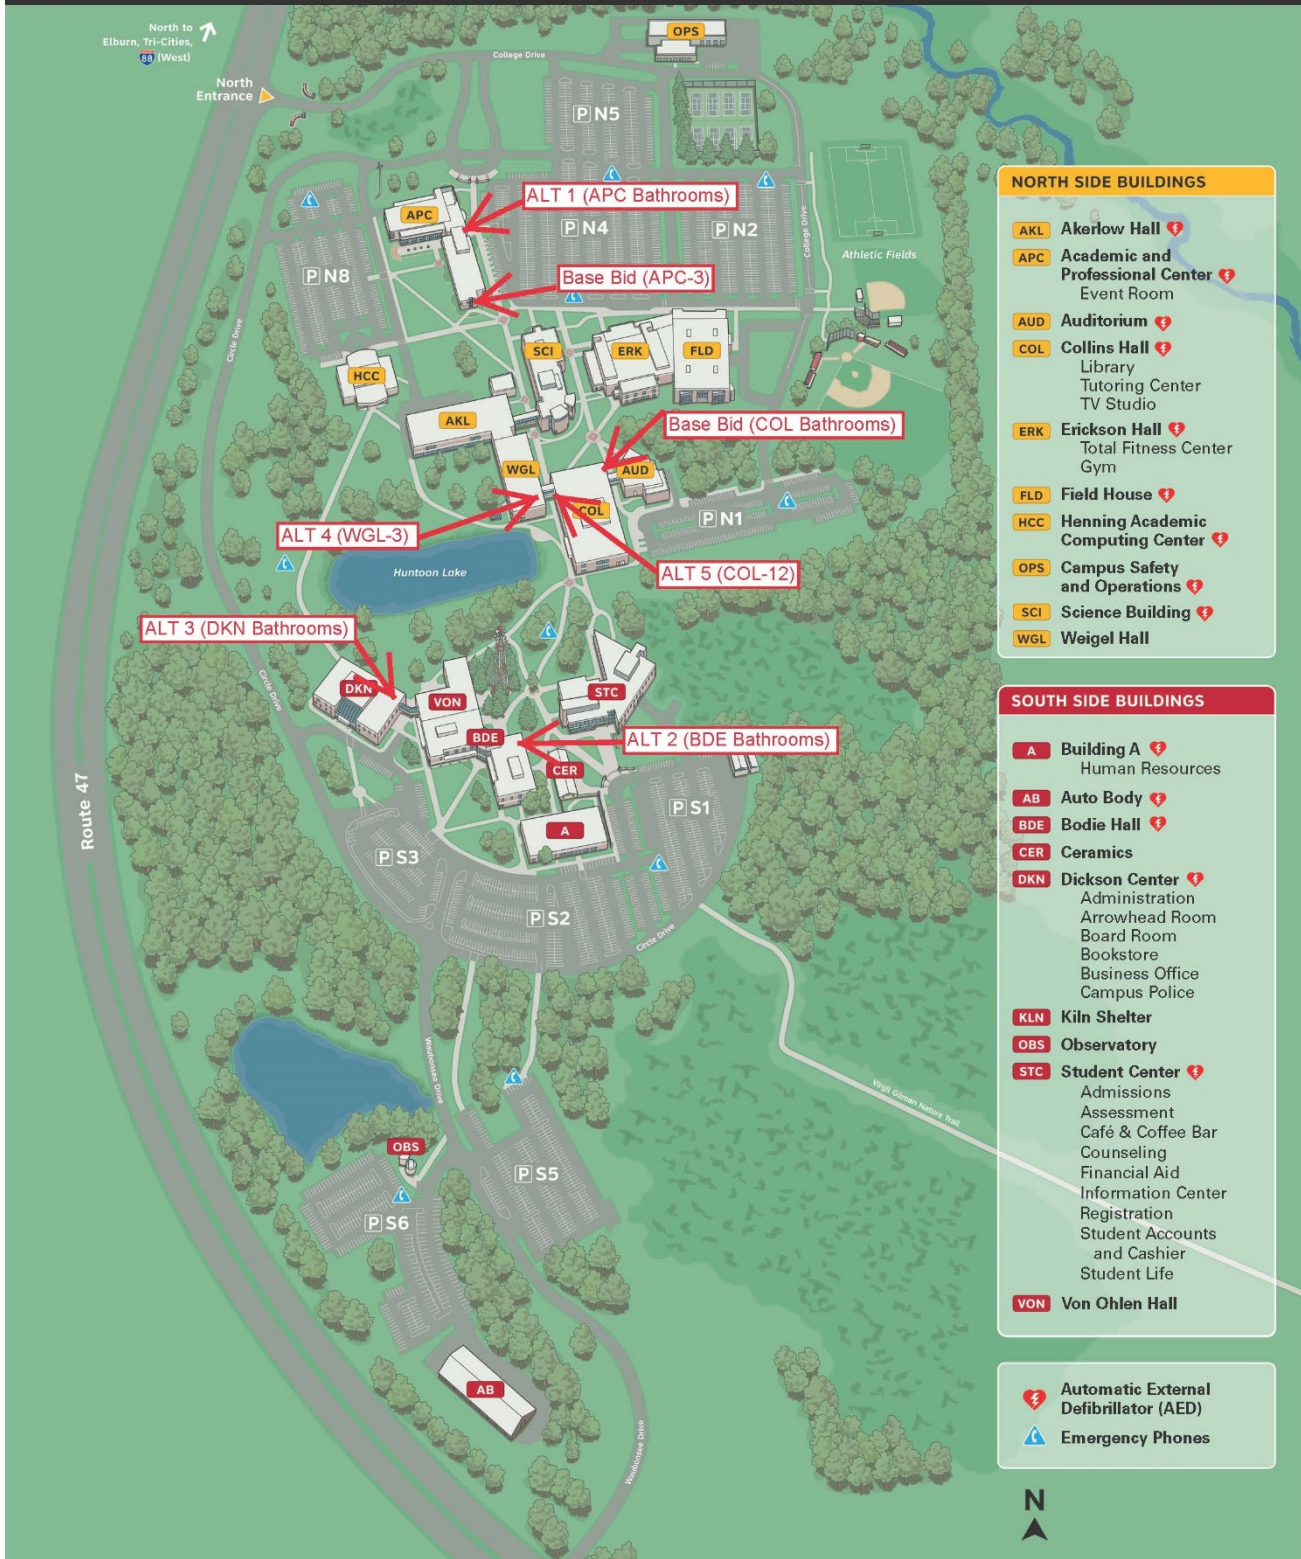 North to
Elburn, Tri-Cities,
88 (West)
North
Entrance
College Drive
OPS
P N5
ALT 1 (APC Bathrooms)
APC
P N4
P N2
College Drive
Athletic Fields
P N8
Base Bid (APC-3)
Circle Drive
SCI
ERK
FLD
HCC
AKL
Base Bid (COL Bathrooms)
WGL
AUD
COL
P N1
ALT 4 (WGL-3)
Huntoon Lake
ALT 5 (COL-12)
ALT 3 (DKN Bathrooms)
Circle Drive
DKN
VON
STC
BDE
ALT 2 (BDE Bathrooms)
CER
Route 47
P S1
A
P S3
P S2
Circle Drive
Waubonsee Drive
Virgil Gilman Nature Trail
OBS
P S5
P S6
AB
Waubonsee Drive
NORTH SIDE BUILDINGS
AKL Akerlow Hall
APC Academic and
Professional Center
Event Room
AUD Auditorium
COL Collins Hall
Library
Tutoring Center
TV Studio
ERK Erickson Hall
Total Fitness Center
Gym
FLD Field House
HCC Henning Academic
Computing Center
OPS Campus Safety
and Operations
SCI Science Building
WGL Weigel Hall
SOUTH SIDE BUILDINGS
A Building A
Human Resources
AB Auto Body
BDE Bodie Hall
CER Ceramics
DKN Dickson Center
Administration
Arrowhead Room
Board Room
Bookstore
Business Office
Campus Police
KLN Kiln Shelter
OBS Observatory
STC Student Center
Admissions
Assessment
Café & Coffee Bar
Counseling
Financial Aid
Information Center
Registration
Student Accounts
and Cashier
Student Life
VON Von Ohlen Hall
Automatic External
Defibrillator (AED)
Emergency Phones
N